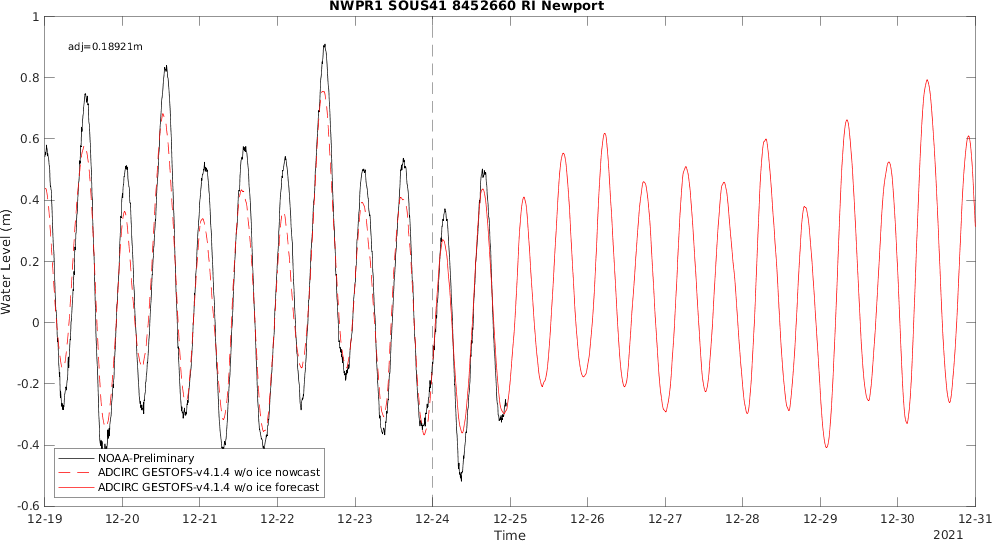 NWPR1 SOUS41 8452660 RI Newport
adj=0.18921m
Water Level (m)
1
0.8
0.6
0.4
0.2
0
-0.2
-0.4
-0.6
NOAA-Preliminary
ADCIRC GESTOFS-v4.1.4 w/o ice nowcast
ADCIRC GESTOFS-v4.1.4 w/o ice forecast
12-19 12-20 12-21 12-22 12-23 12-24 12-25 12-26 12-27 12-28 12-29 12-30 12-31
Time
2021